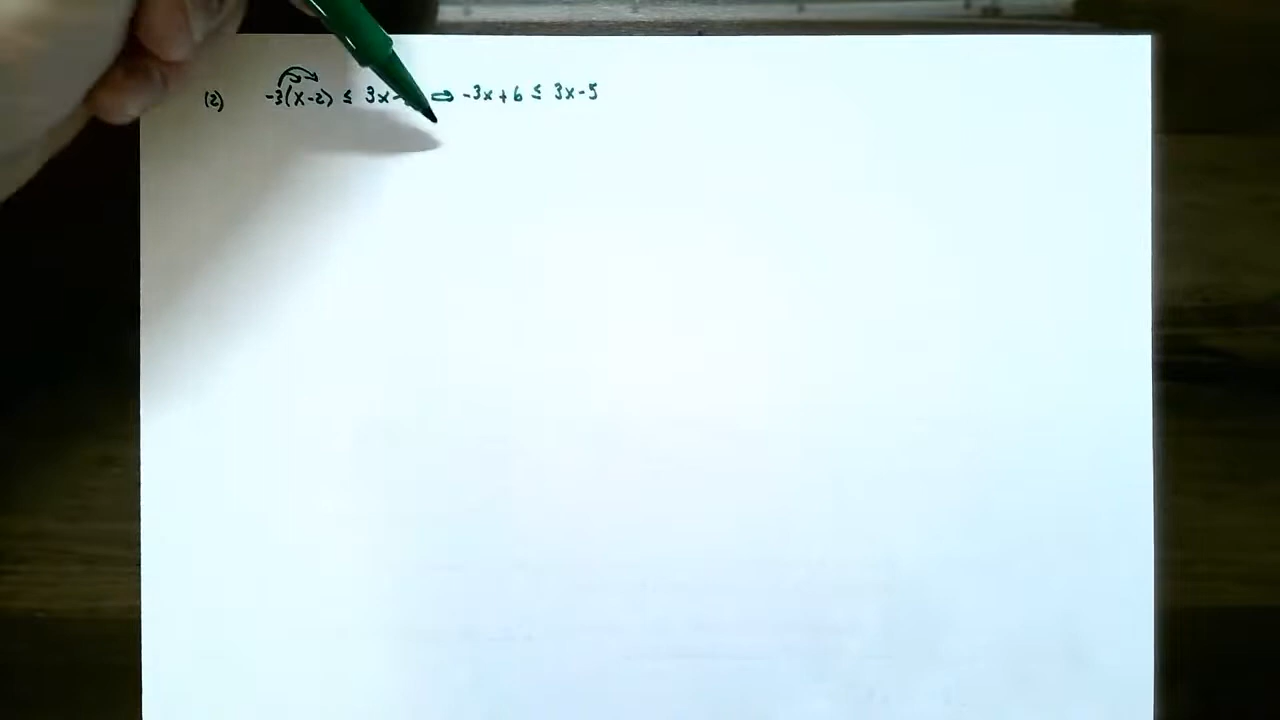 (2) -3(x-2) ≤ 3x- ⇒ -3x+6 ≤ 3x-5